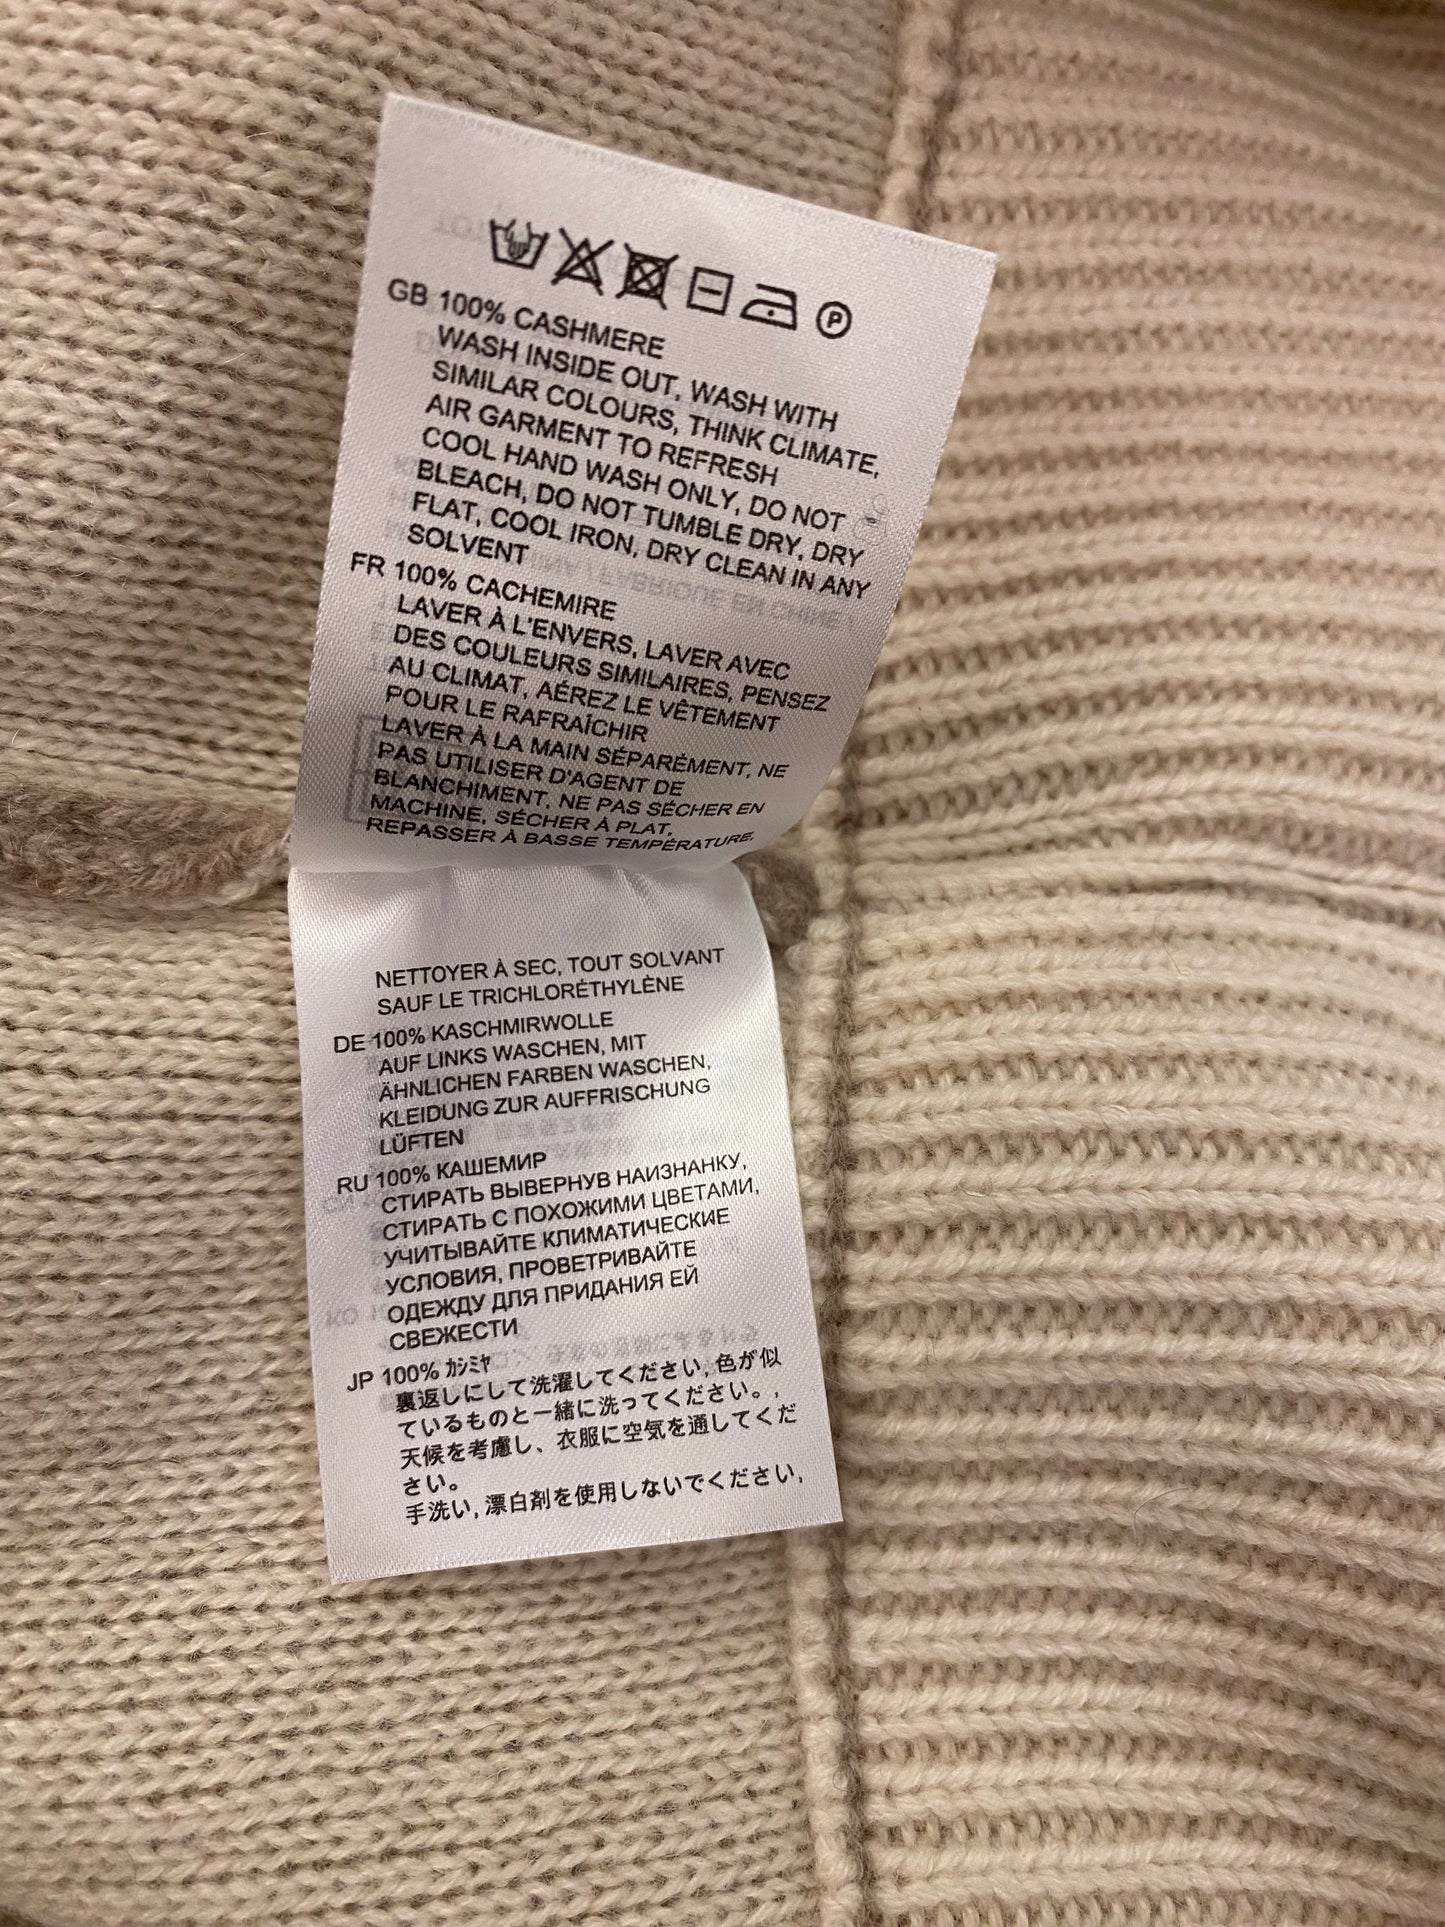 P
GB 100% CASHMERE
WASH INSIDE OUT, WASH WITH
SIMILAR COLOURS, THINK CLIMATE,
AIR GARMENT TO REFRESH
COOL HAND WASH ONLY, DO NOT
BLEACH, DO NOT TUMBLE DRY, DRY
FLAT, COOL IRON, DRY CLEAN IN ANY
SOLVENT
FR 100% CACHEMIRE
LAVER À L'ENVERS, LAVER AVEC
DES COULEURS SIMILAIRES, PENSEZ
AU CLIMAT, AÉREZ LE VÊTEMENT
POUR LE RAFRAÎCHIR
LAVER À LA MAIN SÉPARÉMENT, NE
PAS UTILISER D'AGENT DE
BLANCHIMENT, NE PAS SÉCHER EN
MACHINE, SÉCHER À PLAT,
REPASSER À BASSE TEMPÉRATURE,
NETTOYER À SEC, TOUT SOLVANT
SAUF LE TRICHLORÉTHYLÈNE
DE 100% KASCHMIRWOLLE
AUF LINKS WASCHEN, MIT
ÄHNLICHEN FARBEN WASCHEN,
KLEIDUNG ZUR AUFFRISCHUNG
LÜFTEN
RU 100% КАШЕМИР
СТИРАТЬ ВЫВЕРНУВ НАИЗНАНКУ,
СТИРАТЬ С ПОХОЖИМИ ЦВЕТАМИ,
УЧИТЫВАЙТЕ КЛИМАТИЧЕСКИЕ
УСЛОВИЯ, ПРОВЕТРИВАЙТЕ
ОДЕЖДУ ДЛЯ ПРИДАНИЯ ЕЙ
СВЕЖЕСТИ
JP 100% ｶｼﾐﾔ
裏返しにして洗濯してください, 色が似
ているものと一緒に洗ってください。,
天候を考慮し、衣服に空気を通してくだ
さい。
手洗い, 漂白剤を使用しないでください,